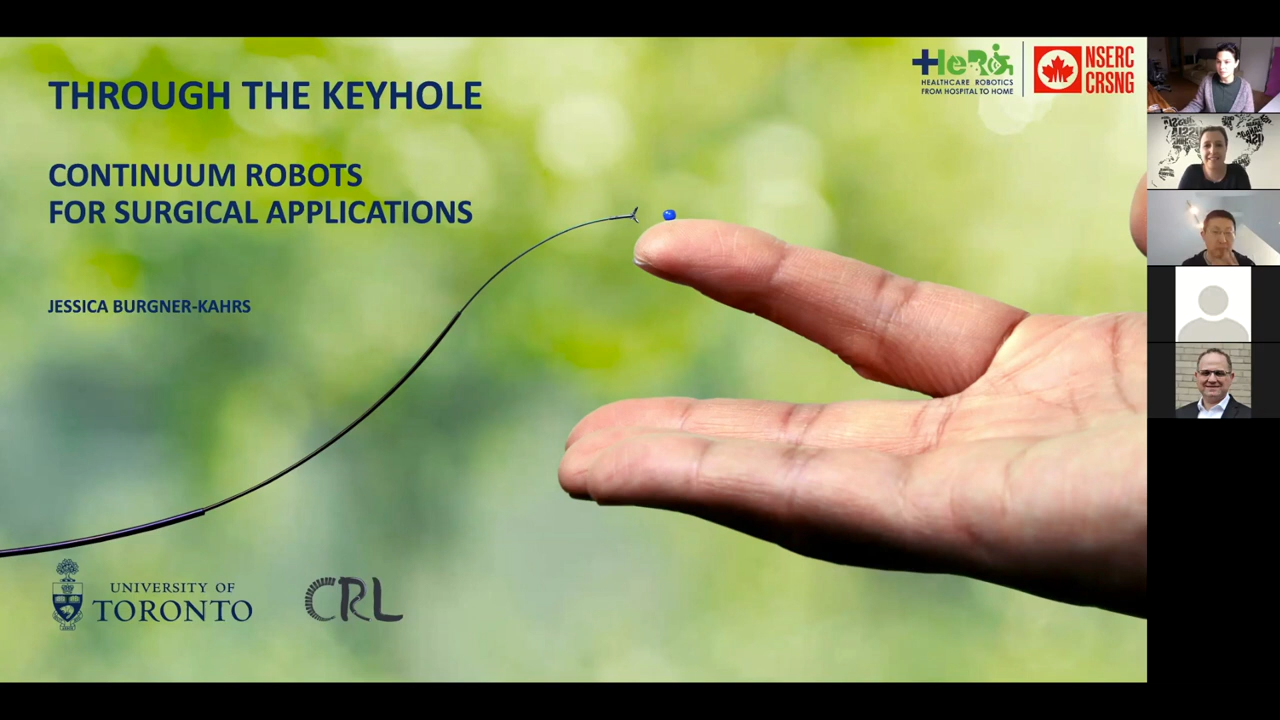 THROUGH THE KEYHOLE
CONTINUUM ROBOTS
FOR SURGICAL APPLICATIONS
JESSICA BURGNER-KAHRS
HeRo
HEALTHCARE ROBOTICS
FROM HOSPITAL TO HOME
NSERC
CRSNG
UNIVERSITY OF
TORONTO
CRL